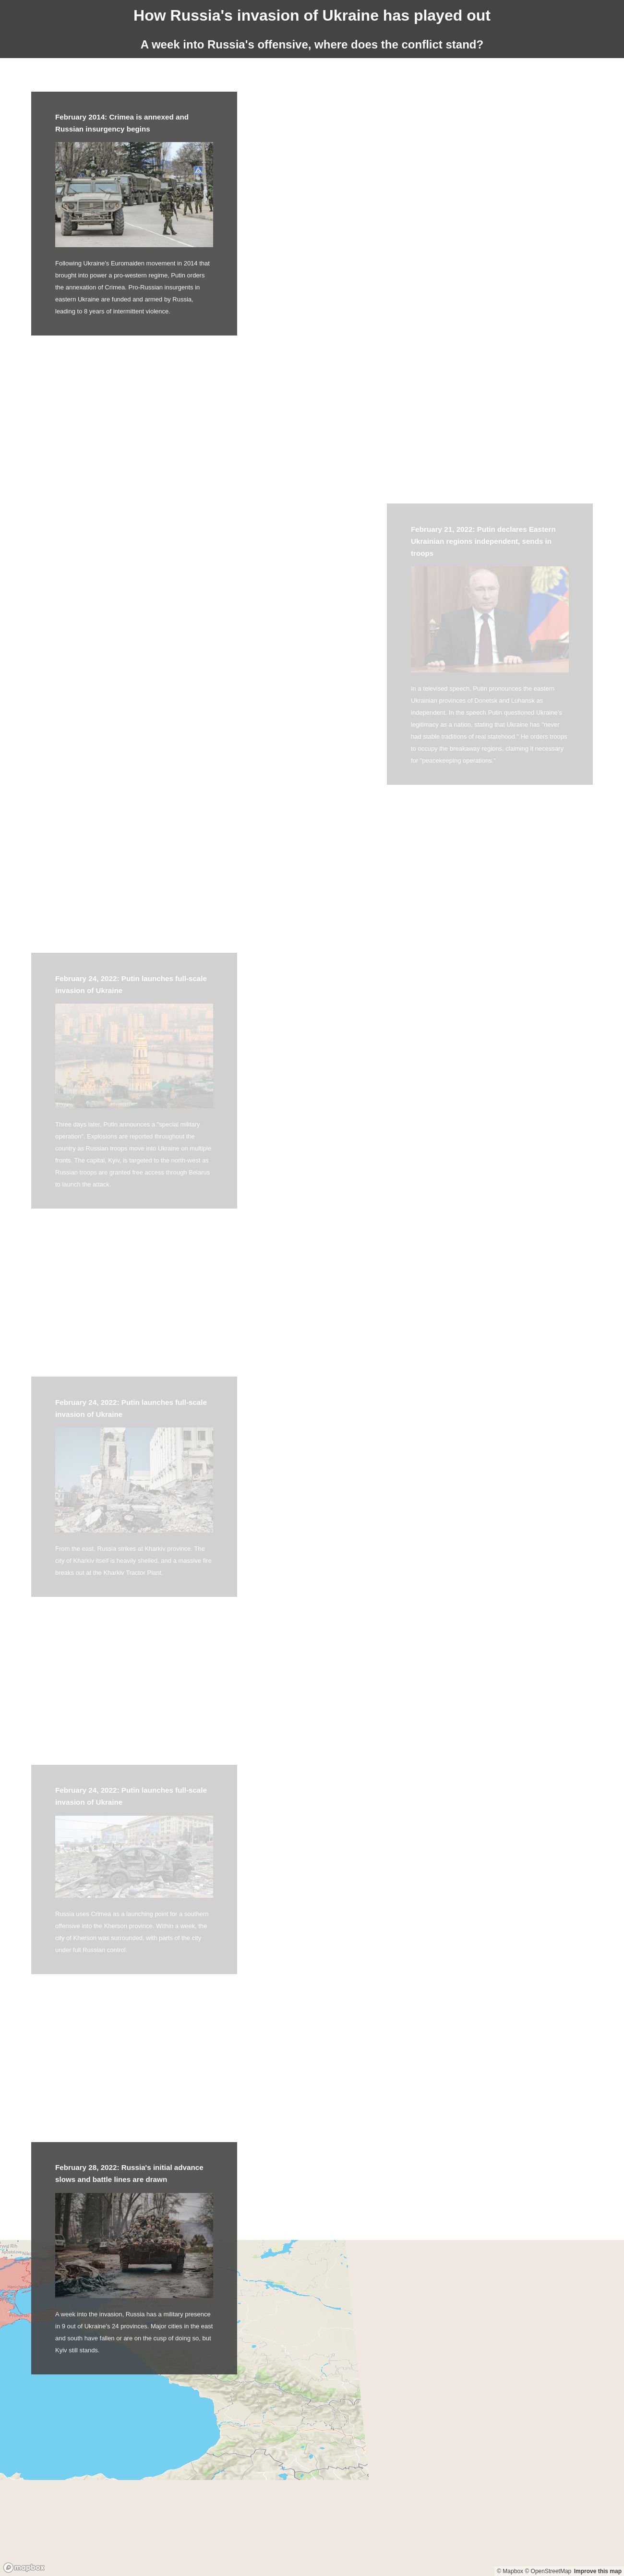 How Russia's invasion of Ukraine has played out
A week into Russia's offensive, where does the conflict stand?
February 2014: Crimea is annexed and
Russian insurgency begins
Following Ukraine's Euromaiden movement in 2014 that
brought into power a pro-western regime, Putin orders
the annexation of Crimea. Pro-Russian insurgents in
eastern Ukraine are funded and armed by Russia,
leading to 8 years of intermittent violence.
February 21, 2022: Putin declares Eastern
Ukrainian regions independent, sends in
troops
In a televised speech, Putin pronounces the eastern
Ukrainian provinces of Donetsk and Luhansk as
independent. In the speech Putin questioned Ukraine's
legitimacy as a nation, stating that Ukraine has "never
had stable traditions of real statehood." He orders troops
to occupy the breakaway regions, claiming it necessary
for "peacekeeping operations."
February 24, 2022: Putin launches full-scale
invasion of Ukraine
Three days later, Putin announces a "special military
operation". Explosions are reported throughout the
country as Russian troops move into Ukraine on multiple
fronts. The capital, Kyiv, is targeted in the north-west as
Russian troops are granted free access through Belarus
to launch the attack.
February 24, 2022: Putin launches full-scale
invasion of Ukraine
From the east, Russia strikes at Kharkiv province. The
city of Kharkiv itself is heavily shelled, and a massive fire
breaks out at the Kharkiv Tractor Plant.
February 24, 2022: Putin launches full-scale
invasion of Ukraine
Russia uses Crimea as a launching point for a southern
offensive into the Kherson province. Within a week, the
city of Kherson was surrounded, with parts of the city
under full Russian control.
February 28, 2022: Russia's initial advance
slows and battle lines are drawn
A week into the invasion, Russia has a military presence
in 9 out of Ukraine's 24 provinces. Major cities in the east
and south have fallen or are on the cusp of doing so, but
Kyiv still stands.
mapbox
© Mapbox © OpenStreetMap Improve this map